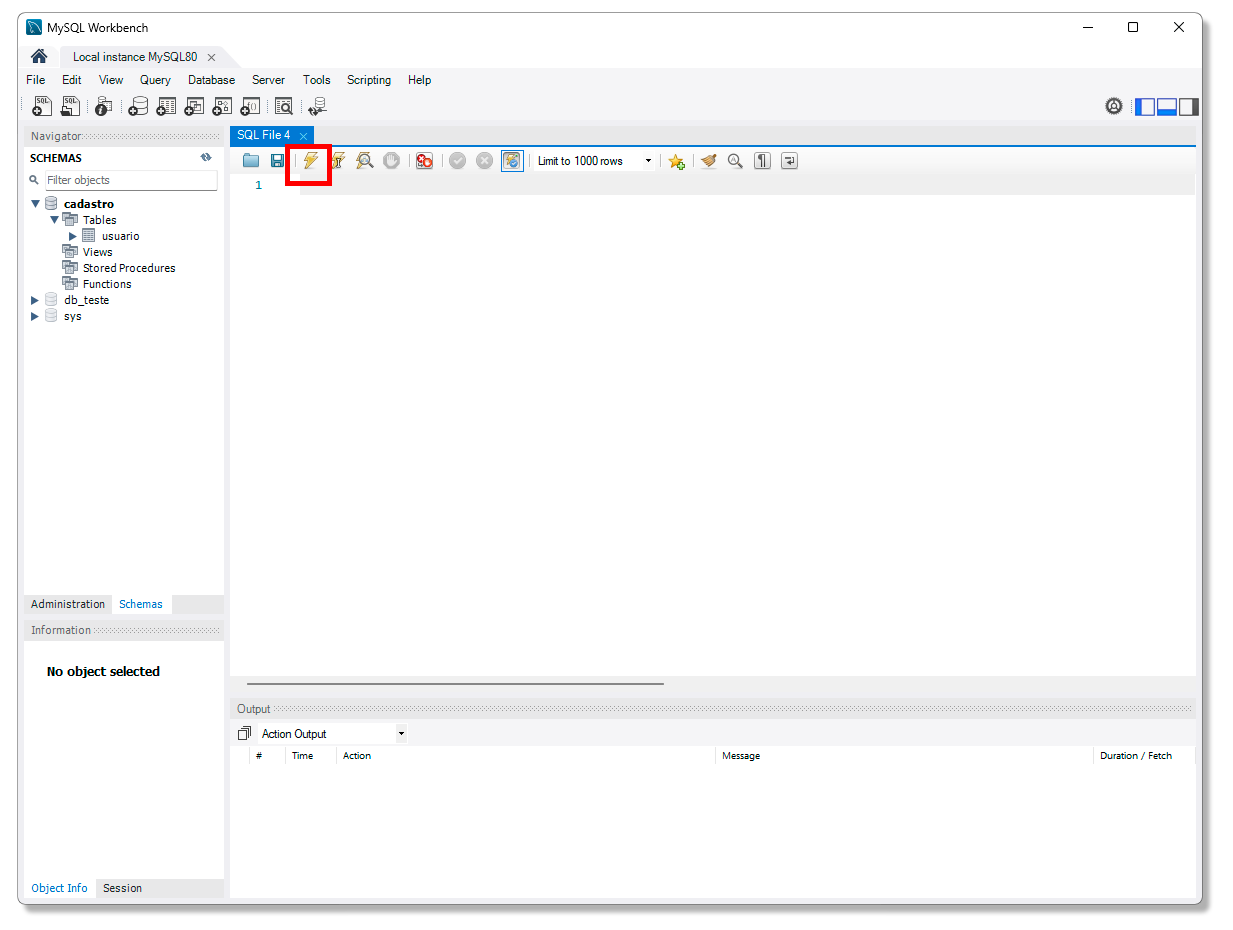 MySQL Workbench
Local instance MySQL80
File Edit View Query Database Server Tools Scripting Help
Navigator
SCHEMAS
Filter objects
cadastro
Tables
usuario
Views
Stored Procedures
Functions
db_teste
sys
Administration Schemas
Information
No object selected
Object Info Session
SQL File 4
Limit to 1000 rows
1
Output
Action Output
# Time Action Message Duration / Fetch